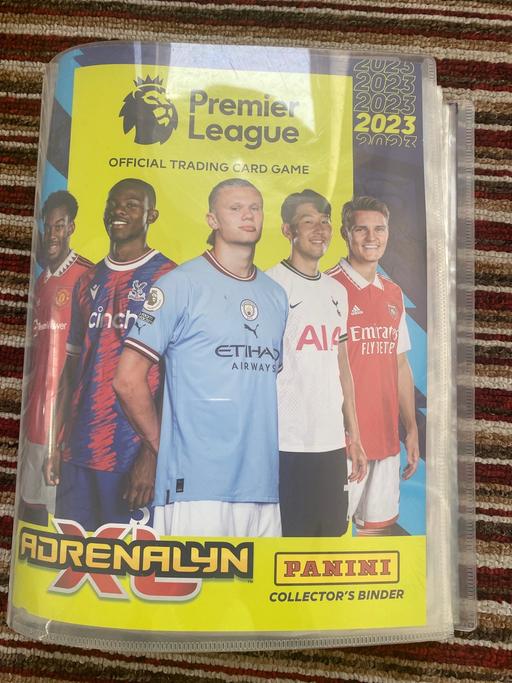 2023
2023
2023
2023
2023
Premier
League
OFFICIAL TRADING CARD GAME
cinch
ETIHAD
AIRWAYS
AIA
Emirates
FLY BETTER
ADRENALYN
XL
PANINI
COLLECTOR'S BINDER